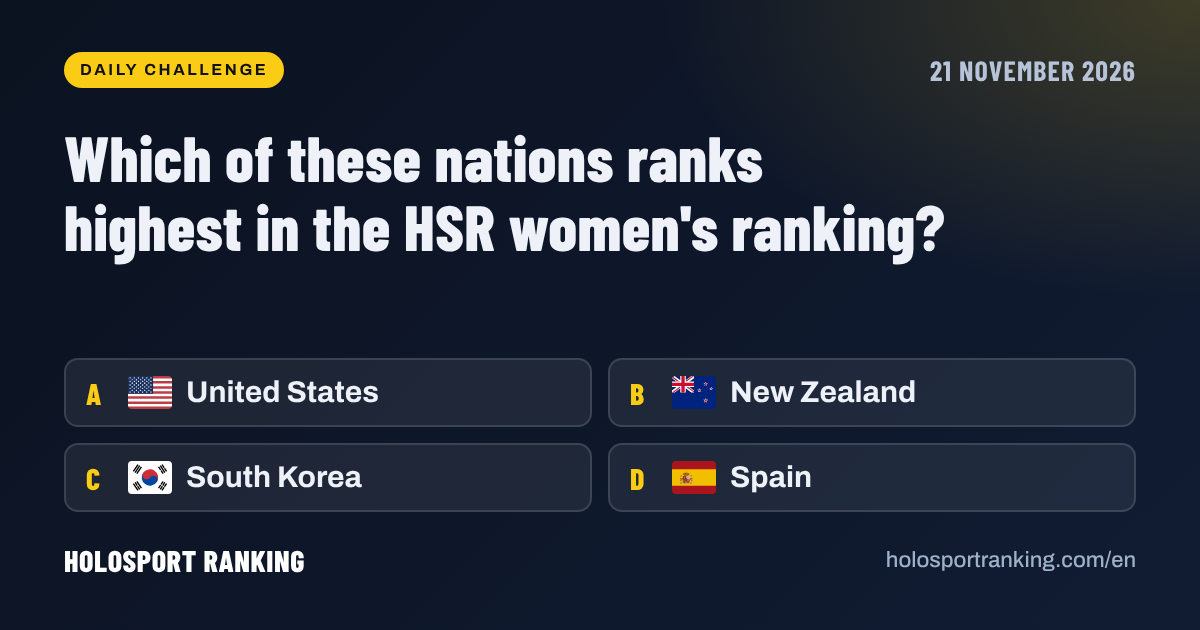 DAILY CHALLENGE
21 NOVEMBER 2026
Which of these nations ranks
highest in the HSR women's ranking?
A United States
B New Zealand
C South Korea
D Spain
HOLOSPORT RANKING
holosportranking.com/en